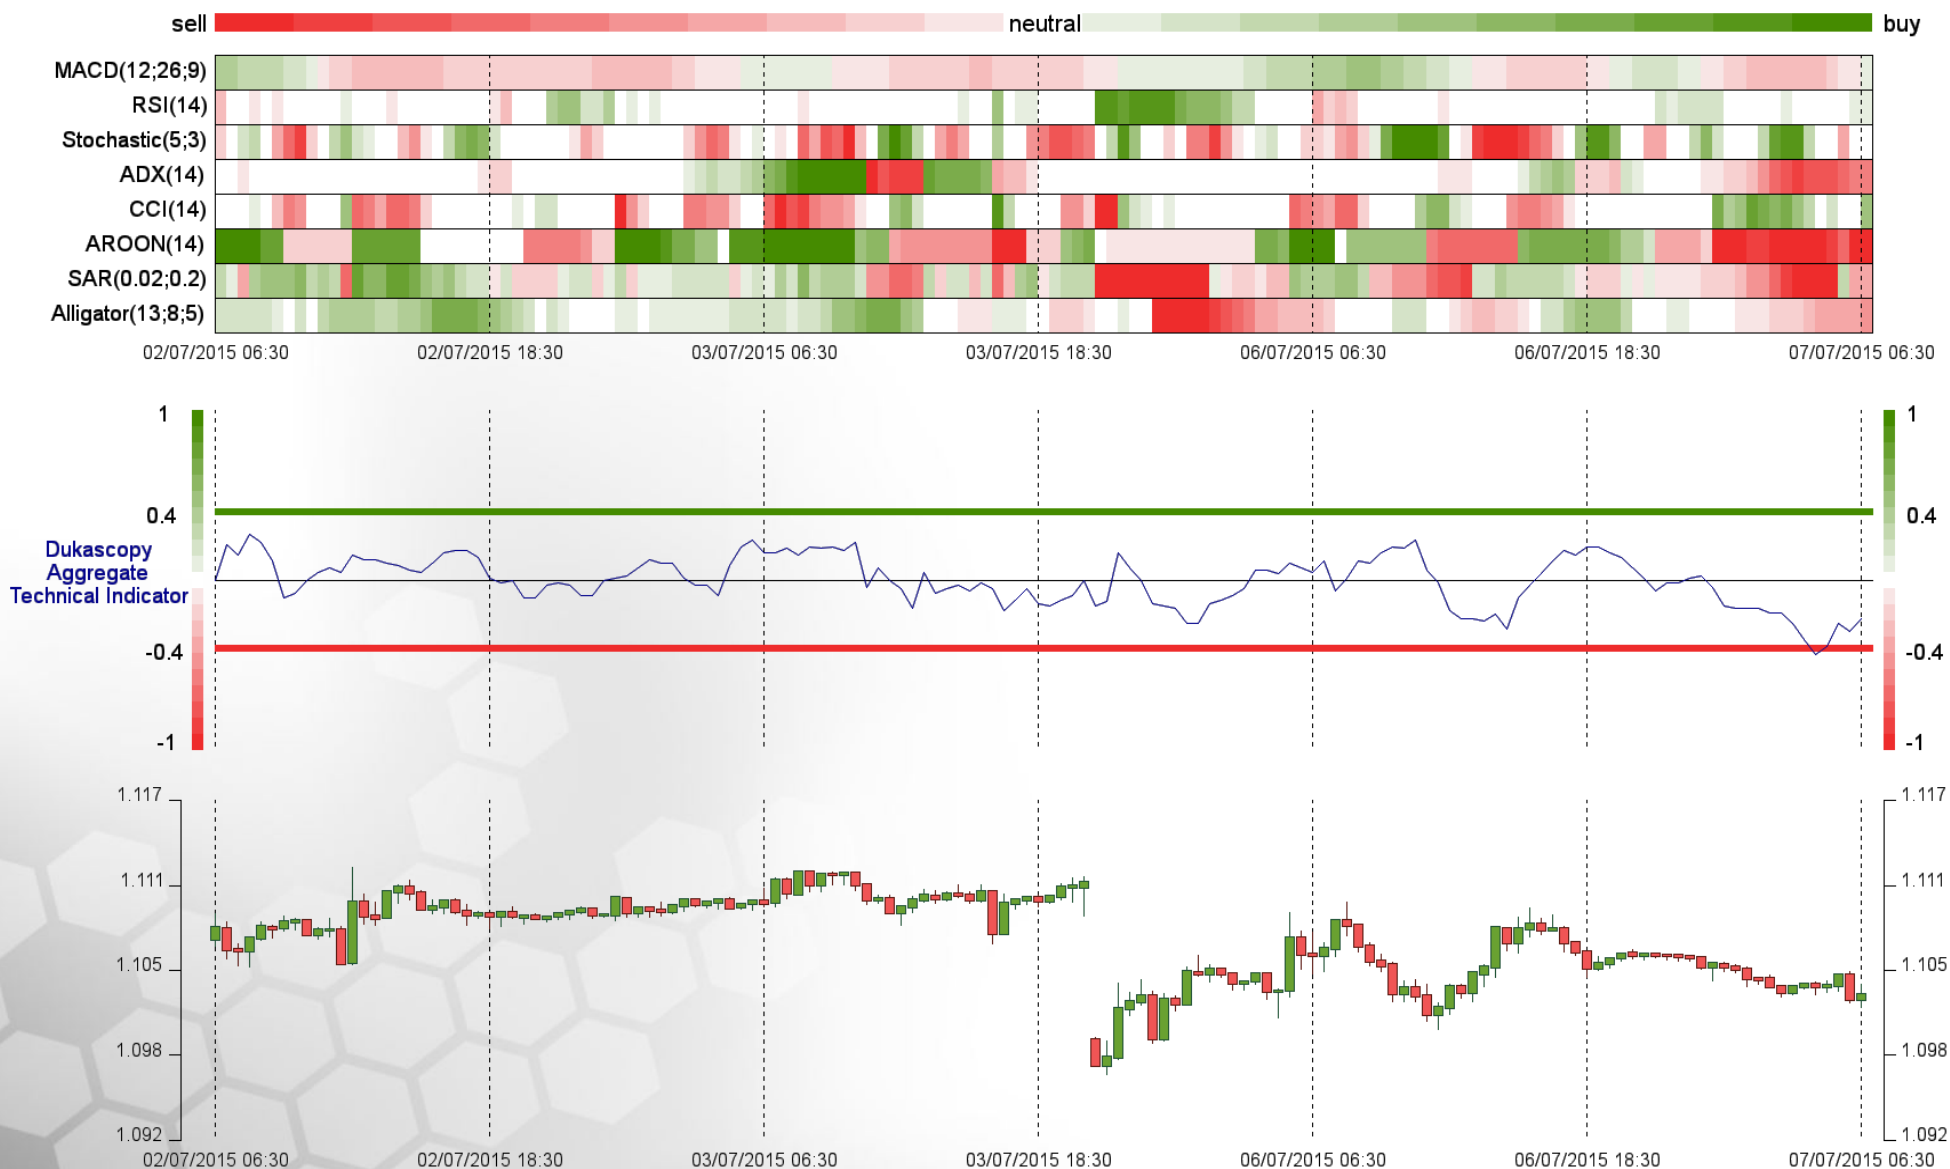 sell neutral buy
MACD(12;26;9)
RSI(14)
Stochastic(5;3)
ADX(14)
CCI(14)
AROON(14)
SAR(0.02;0.2)
Alligator(13;8;5)
02/07/2015 06:30 02/07/2015 18:30 03/07/2015 06:30 03/07/2015 18:30 06/07/2015 06:30 06/07/2015 18:30 07/07/2015 06:30
1 1
0.4 0.4
Dukascopy
Aggregate
Technical Indicator
-0.4 -0.4
-1 -1
1.117 1.117
1.111 1.111
1.105 1.105
1.098 1.098
1.092 1.092
02/07/2015 06:30 02/07/2015 18:30 03/07/2015 06:30 03/07/2015 18:30 06/07/2015 06:30 06/07/2015 18:30 07/07/2015 06:30